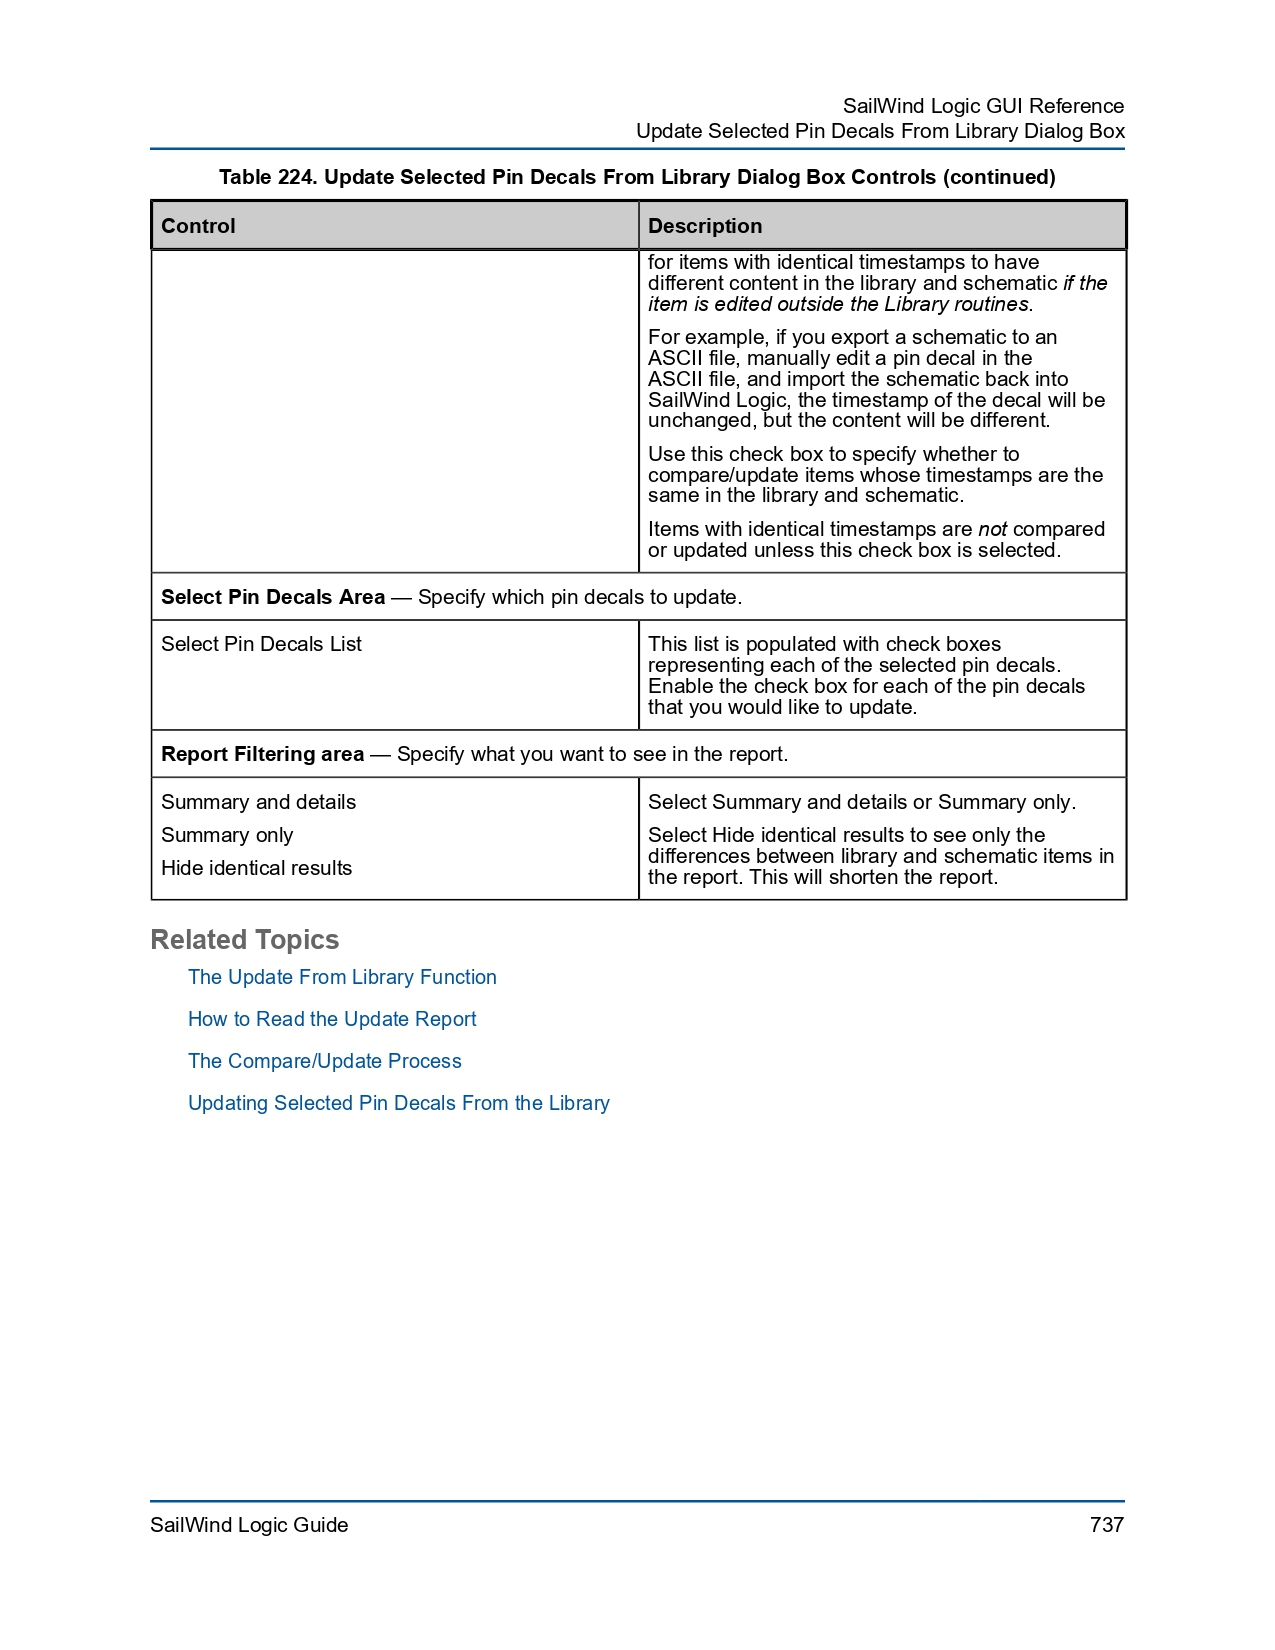 SailWind Logic GUI Reference
Update Selected Pin Decals From Library Dialog Box
Table 224. Update Selected Pin Decals From Library Dialog Box Controls (continued)
Control
Description
for items with identical timestamps to have
different content in the library and schematic if the
item is edited outside the Library routines.
For example, if you export a schematic to an
ASCII file, manually edit a pin decal in the
ASCII file, and import the schematic back into
SailWind Logic, the timestamp of the decal will be
unchanged, but the content will be different.
Use this check box to specify whether to
compare/update items whose timestamps are the
same in the library and schematic.
Items with identical timestamps are not compared
or updated unless this check box is selected.
Select Pin Decals Area — Specify which pin decals to update.
Select Pin Decals List
This list is populated with check boxes
representing each of the selected pin decals.
Enable the check box for each of the pin decals
that you would like to update.
Report Filtering area — Specify what you want to see in the report.
Summary and details
Summary only
Hide identical results
Select Summary and details or Summary only.
Select Hide identical results to see only the
differences between library and schematic items in
the report. This will shorten the report.
Related Topics
The Update From Library Function
How to Read the Update Report
The Compare/Update Process
Updating Selected Pin Decals From the Library
SailWind Logic Guide
737